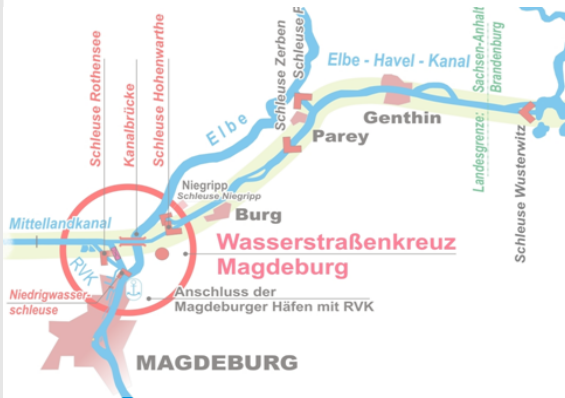 Schleuse Rothensee
Kanalbrücke
Schleuse Hohenwarthe
Schleuse Zerben
Elbe - Havel - Kanal
Landesgrenze: Sachsen-Anhalt
Brandenburg
Elbe
Genthin
Parey
Schleuse Wusterwitz
Niegripp
Schleuse Niegripp
Burg
Mittellandkanal
Wasserstraßenkreuz
Magdeburg
RVK
Niedrigwasser-
schleuse
Anschluss der
Magdeburger Häfen mit RVK
MAGDEBURG